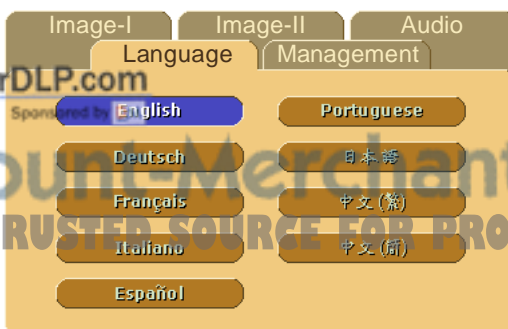 Image-I Image-II Audio
Language Management
rDLP.com
Sponsored by
English Portuguese
Deutsch 日本語
ount-Merchant
Français 中文(繁)
RUSTED SOURCE FOR PRO
Italiano 中文(简)
Español